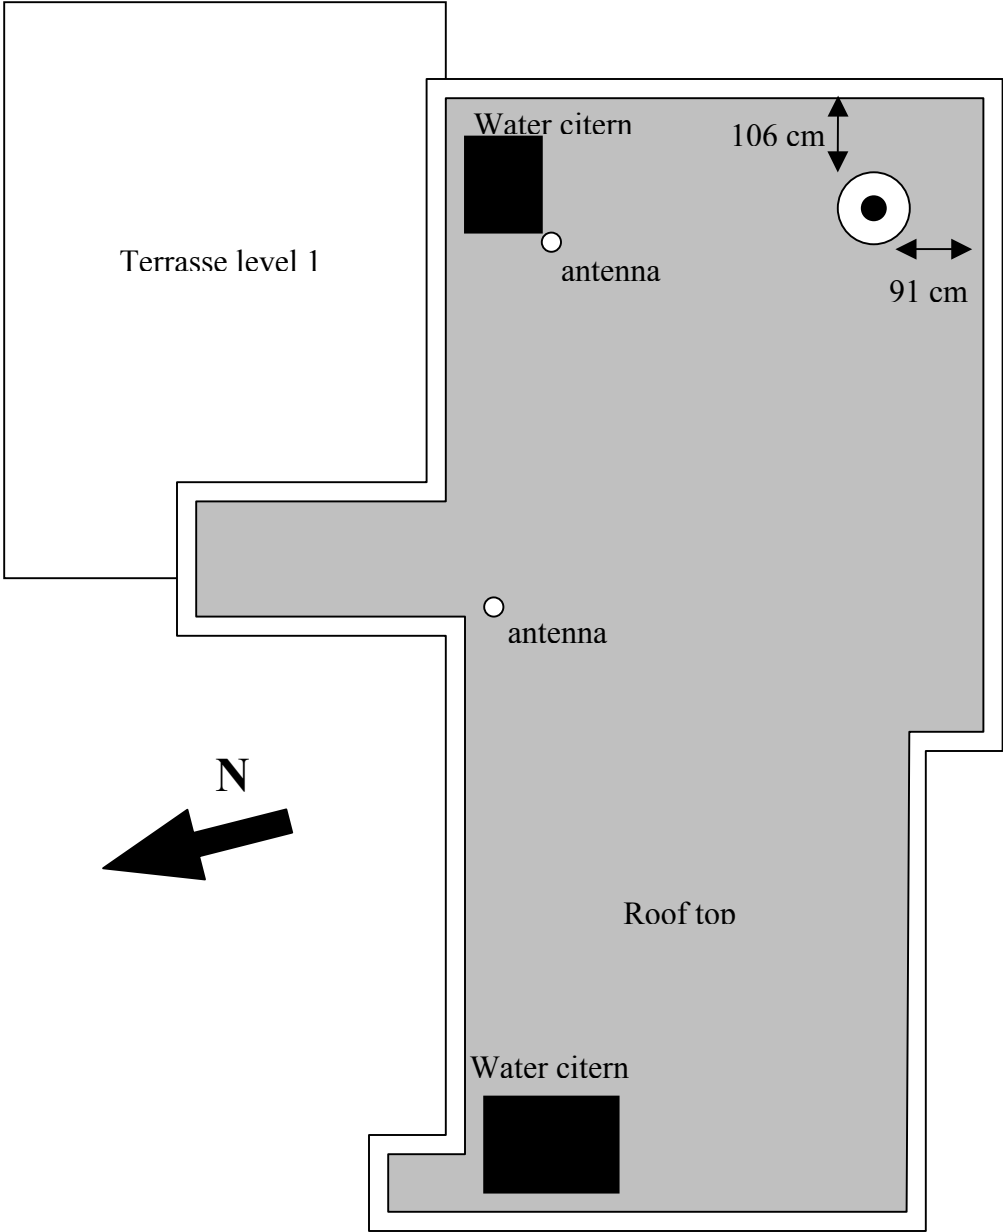 Water citern
106 cm
Terrasse level 1
antenna
91 cm
antenna
N
Roof top
Water citern